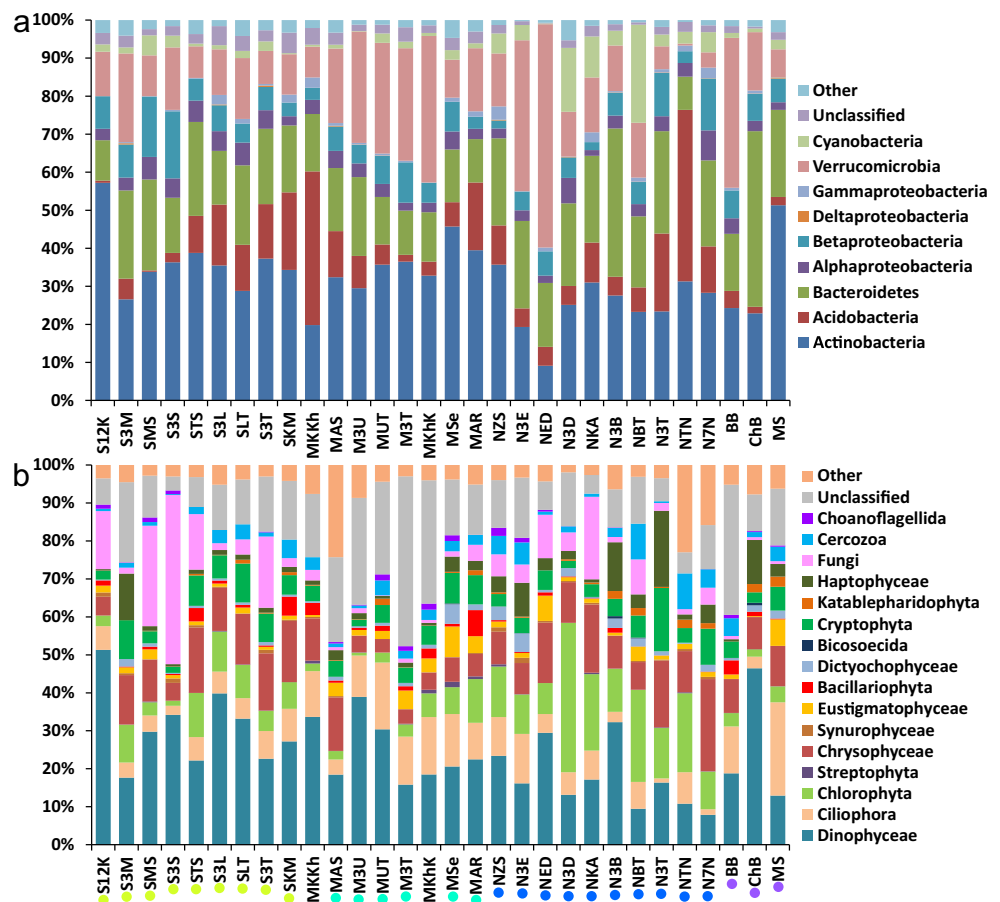 a
100%
90%
80%
70%
60%
50%
40%
30%
20%
10%
0%
S12K
S3M
SMS
S3S
STS
S3L
SLT
S3T
SKM
MKKh
MAS
M3U
MUT
M3T
MKhK
MSe
MAR
NZS
N3E
NED
N3D
NKA
N3B
NBT
N3T
NTN
N7N
BB
ChB
MS
Other
Unclassified
Cyanobacteria
Verrucomicrobia
Gammaproteobacteria
Deltaproteobacteria
Betaproteobacteria
Alphaproteobacteria
Bacteroidetes
Acidobacteria
Actinobacteria
b
100%
90%
80%
70%
60%
50%
40%
30%
20%
10%
0%
S12K
S3M
SMS
S3S
STS
S3L
SLT
S3T
SKM
MKKh
MAS
M3U
MUT
M3T
MKhK
MSe
MAR
NZS
N3E
NED
N3D
NKA
N3B
NBT
N3T
NTN
N7N
BB
ChB
MS
Other
Unclassified
Choanoflagellida
Cercozoa
Fungi
Haptophyceae
Katablepharidophyta
Cryptophyta
Bicosoecida
Dictyochophyceae
Bacillariophyta
Eustigmatophyceae
Synurophyceae
Chrysophyceae
Streptophyta
Chlorophyta
Ciliophora
Dinophyceae